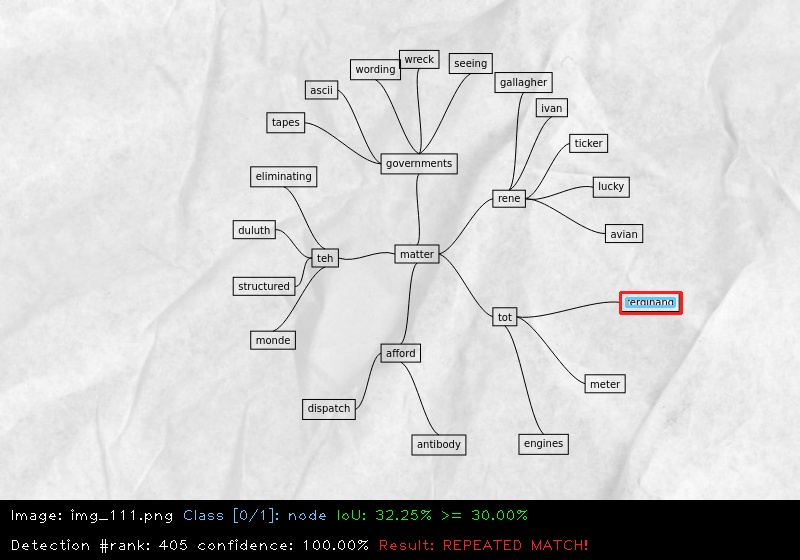 wreck
wording
seeing
gallagher
ascii
ivan
tapes
ticker
governments
eliminating
lucky
rene
duluth
avian
matter
teh
structured
tot
monde
afford
meter
dispatch
antibody
engines
Image: img_111.png Class [0/1]: node IoU: 32.25% >= 30.00%
Detection #rank: 405 confidence: 100.00% Result: REPEATED MATCH!